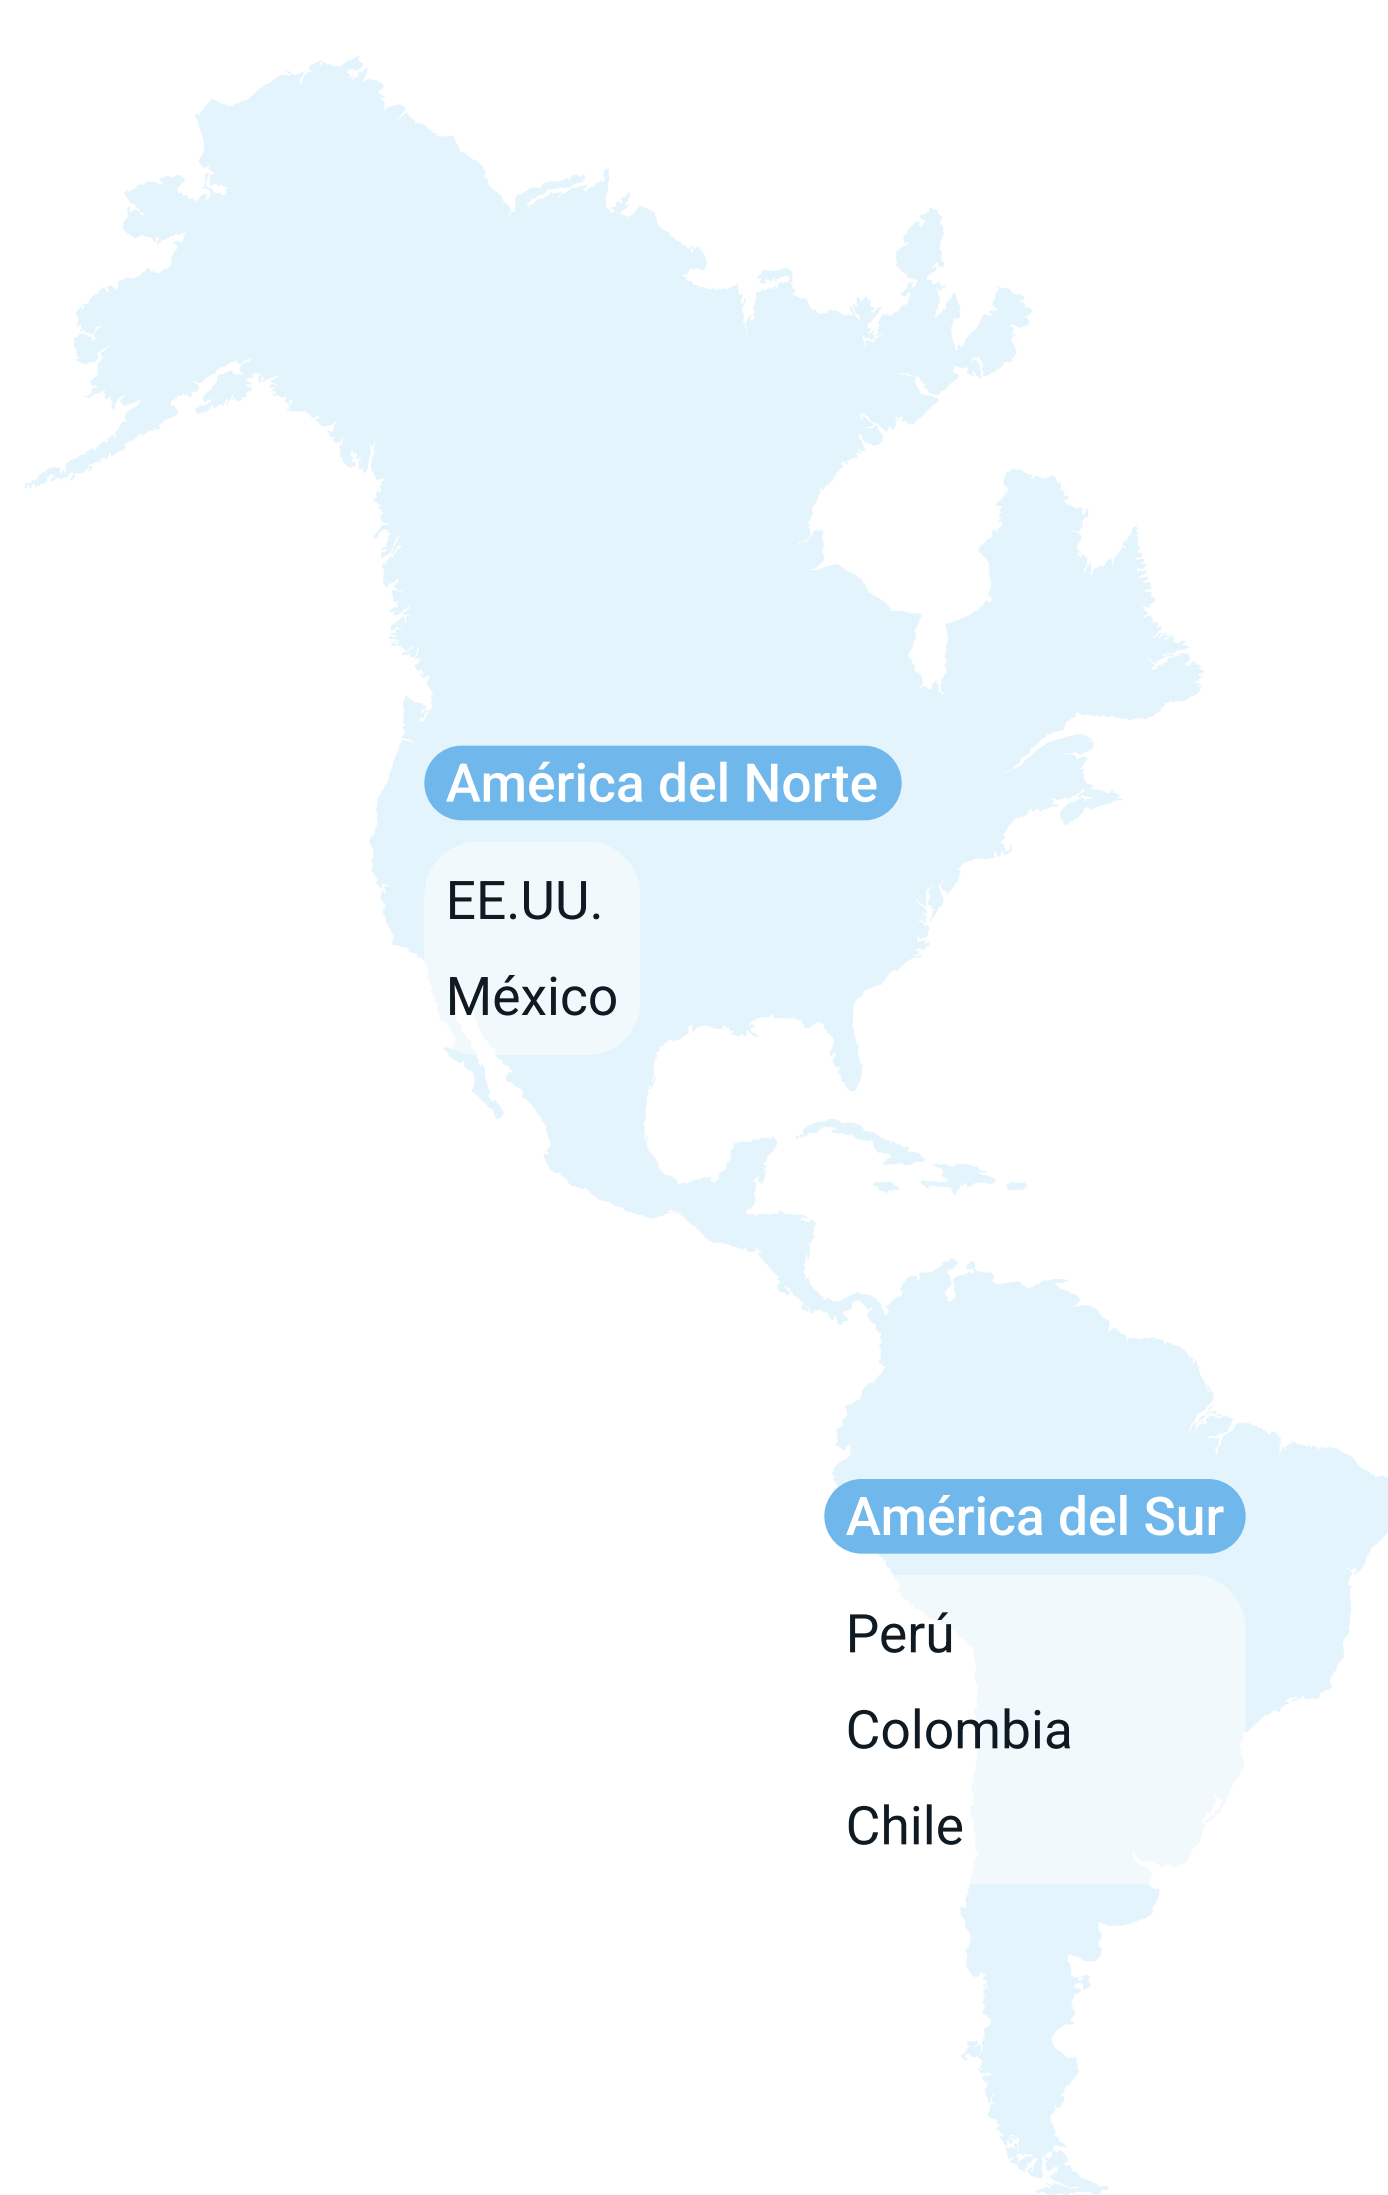 América del Norte
EE.UU.
México
América del Sur
Perú
Colombia
Chile